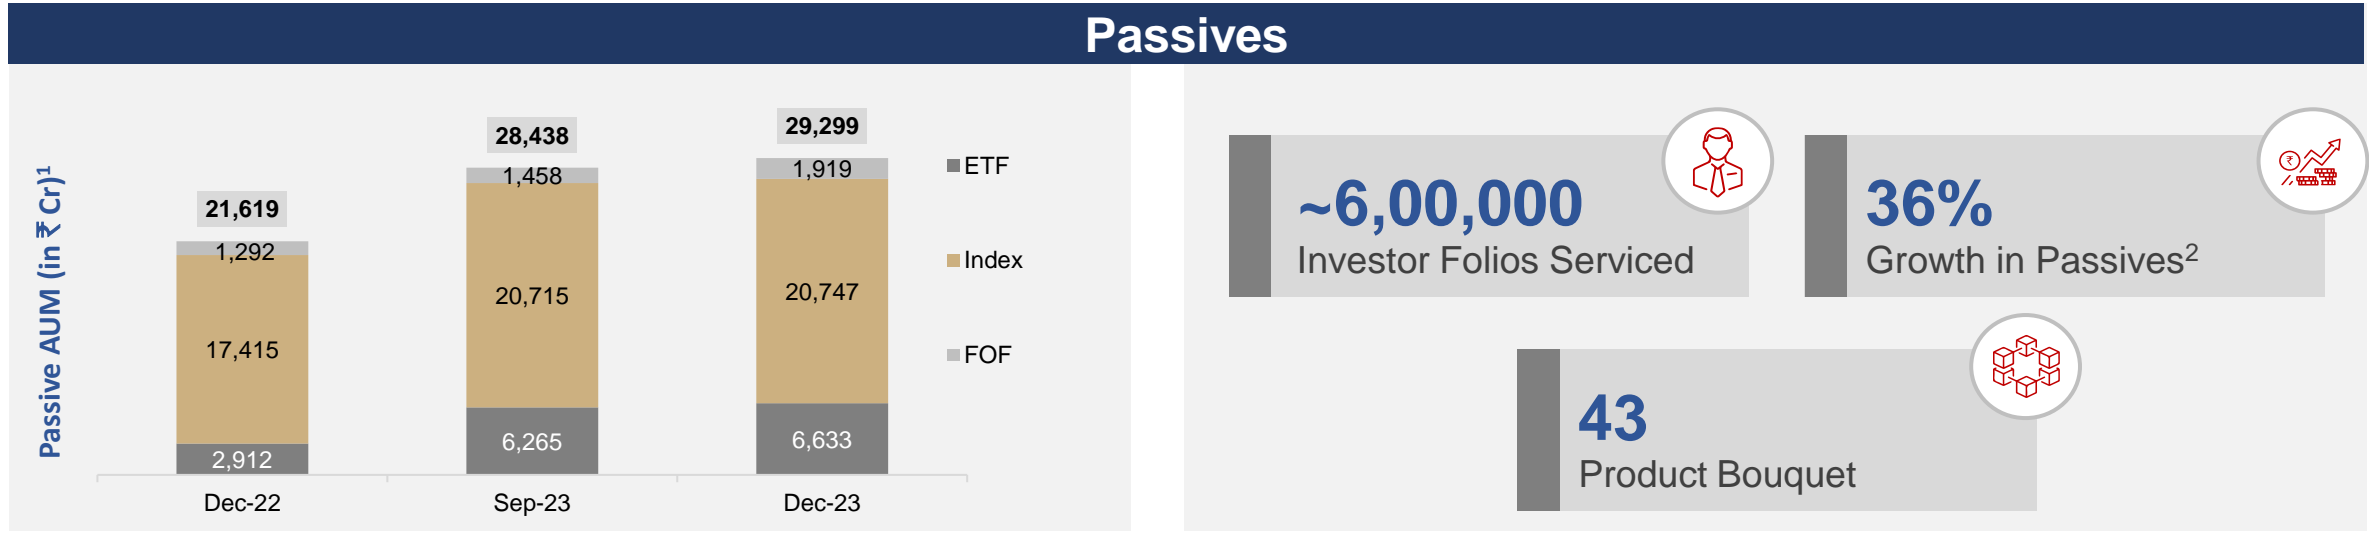 Passives
Passive AUM (in ₹ Cr)1
21,619
1,292
17,415
2,912
Dec-22
28,438
1,458
20,715
6,265
Sep-23
29,299
1,919
20,747
6,633
Dec-23
ETF
Index
FOF
~6,00,000
Investor Folios Serviced
36%
Growth in Passives2
43
Product Bouquet